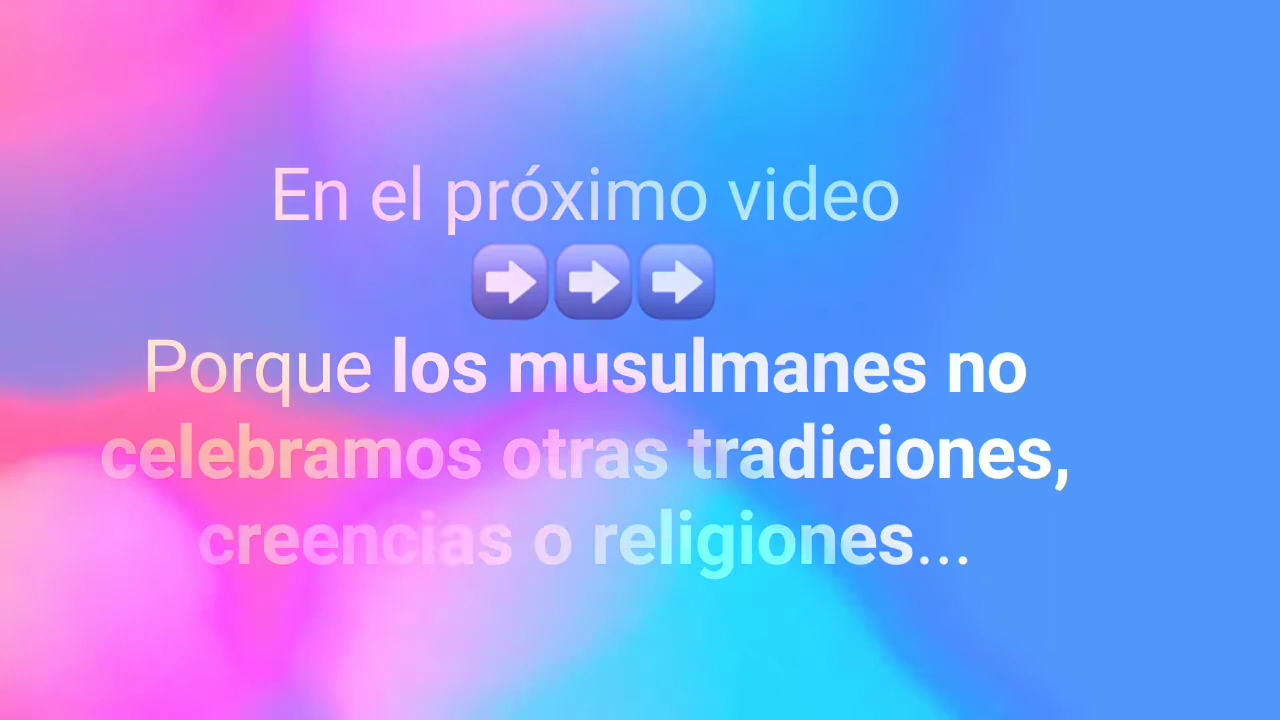 En el próximo video
➡️➡️➡️
Porque los musulmanes no
celebramos otras tradiciones,
creencias o religiones...